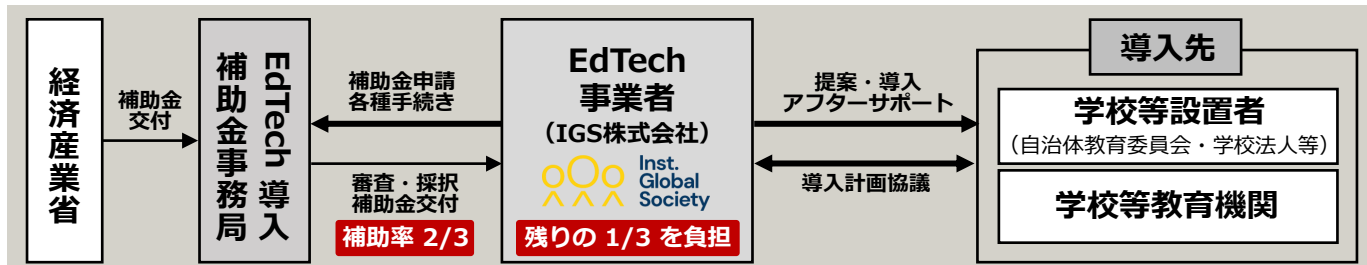 経済産業省
補助金
交付
EdTech 導入
補助金事務局
補助金申請
各種手続き
審査・採択
補助金交付
補助率 2/3
EdTech
事業者
（IGS株式会社）
Inst.
Global
Society
残りの 1/3 を負担
提案・導入
アフターサポート
導入計画協議
導入先
学校等設置者
（自治体教育委員会・学校法人等）
学校等教育機関